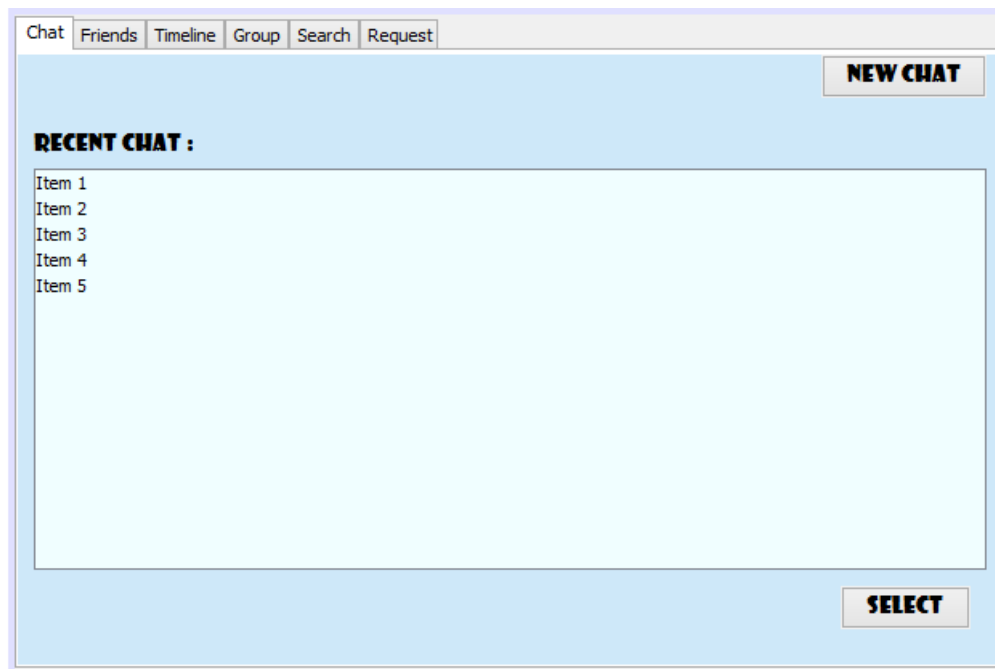 Chat Friends Timeline Group Search Request
NEW CHAT
RECENT CHAT :
Item 1
Item 2
Item 3
Item 4
Item 5
SELECT